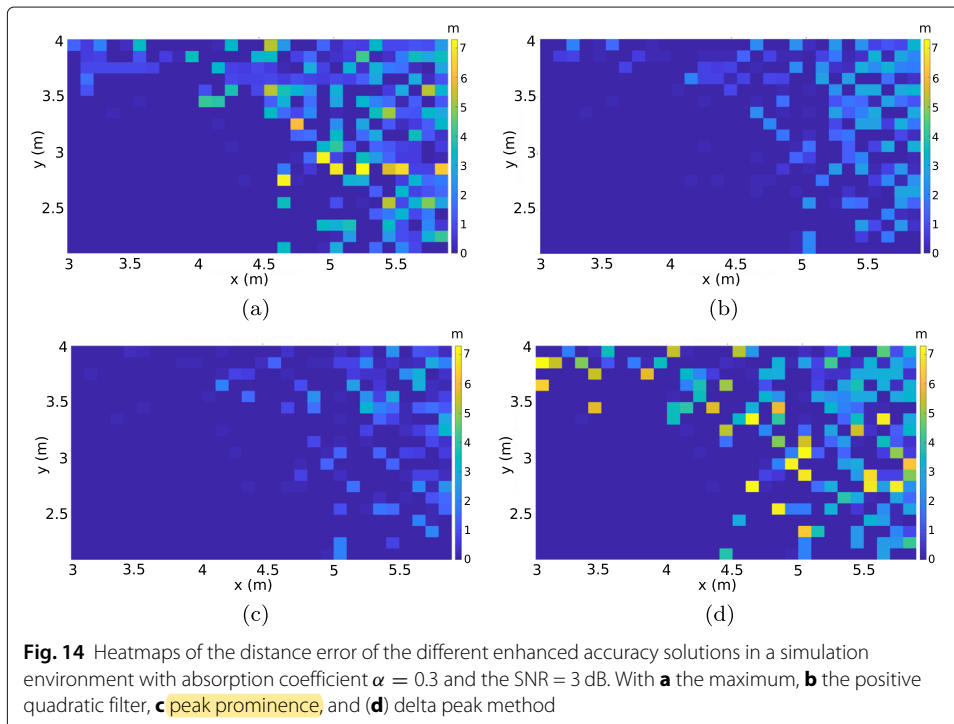 m
4
3.5
3
2.5
y (m)
3 3.5 4 4.5 5 5.5
x (m)
7
6
5
4
3
2
1
0
(a)
m
4
3.5
3
2.5
y (m)
3 3.5 4 4.5 5 5.5
x (m)
7
6
5
4
3
2
1
0
(b)
m
4
3.5
3
2.5
y (m)
3 3.5 4 4.5 5 5.5
x (m)
7
6
5
4
3
2
1
0
(c)
m
4
3.5
3
2.5
y (m)
3 3.5 4 4.5 5 5.5
x (m)
7
6
5
4
3
2
1
0
(d)
Fig. 14 Heatmaps of the distance error of the different enhanced accuracy solutions in a simulation
environment with absorption coefficient α = 0.3 and the SNR = 3 dB. With a the maximum, b the positive
quadratic filter, c peak prominence, and (d) delta peak method